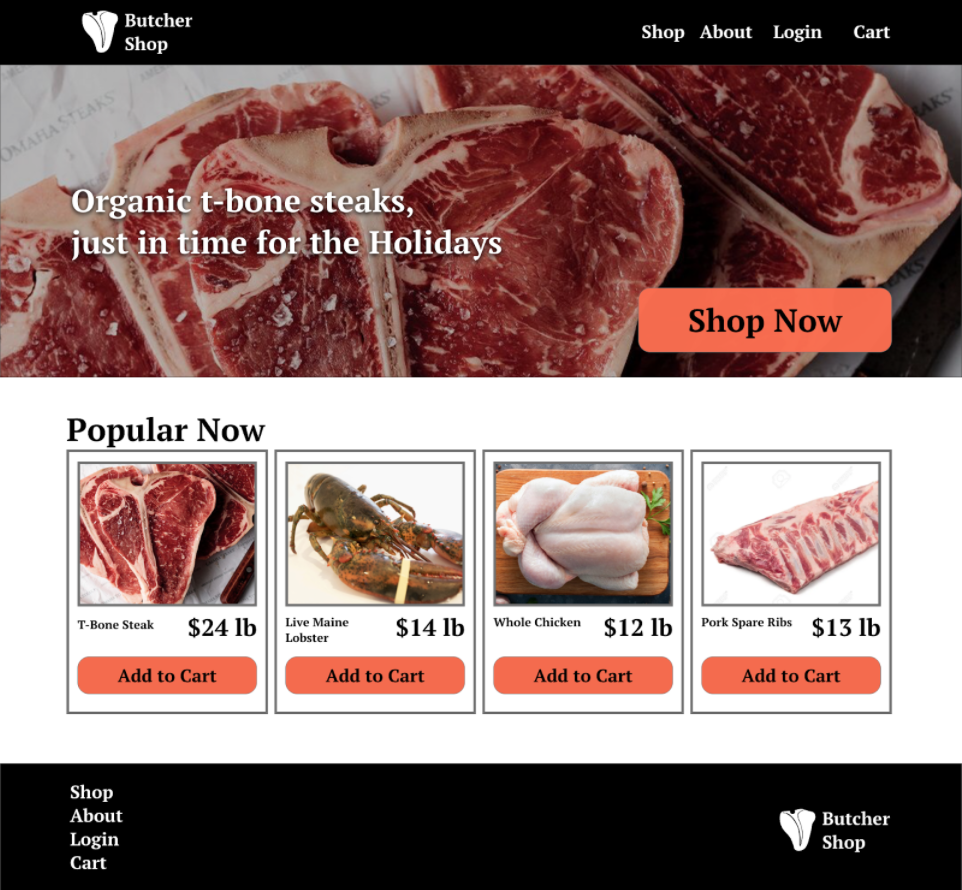 Butcher
Shop
Shop About Login Cart
OMAHA STEAKS
Organic t-bone steaks,
just in time for the Holidays
Shop Now
Popular Now
T-Bone Steak
$24 lb
Add to Cart
Live Maine
Lobster
$14 lb
Add to Cart
Whole Chicken
$12 lb
Add to Cart
Pork Spare Ribs
$13 lb
Add to Cart
Shop
About
Login
Cart
Butcher
Shop